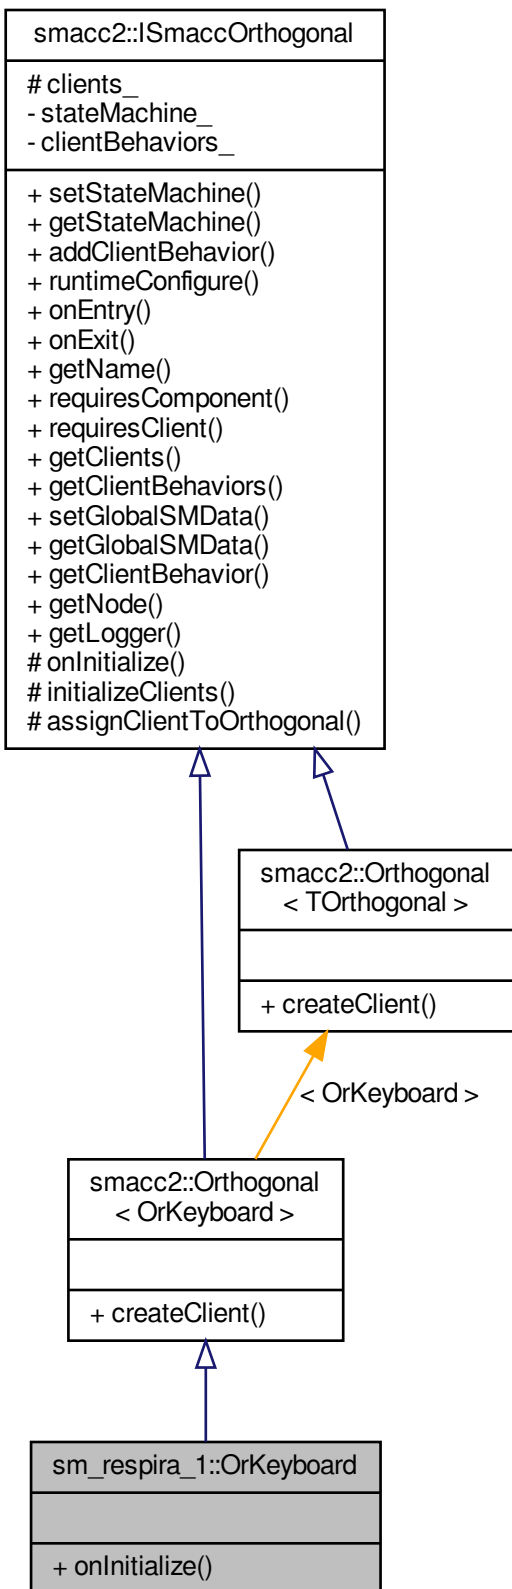 smacc2::ISmaccOrthogonal
# clients_
- stateMachine_
- clientBehaviors_
+ setStateMachine()
+ getStateMachine()
+ addClientBehavior()
+ runtimeConfigure()
+ onEntry()
+ onExit()
+ getName()
+ requiresComponent()
+ requiresClient()
+ getClients()
+ getClientBehaviors()
+ setGlobalSMData()
+ getGlobalSMData()
+ getClientBehavior()
+ getNode()
+ getLogger()
# onInitialize()
# initializeClients()
# assignClientToOrthogonal()
smacc2::Orthogonal
< TOrthogonal >
+ createClient()
< OrKeyboard >
smacc2::Orthogonal
< OrKeyboard >
+ createClient()
sm_respira_1::OrKeyboard
+ onInitialize()